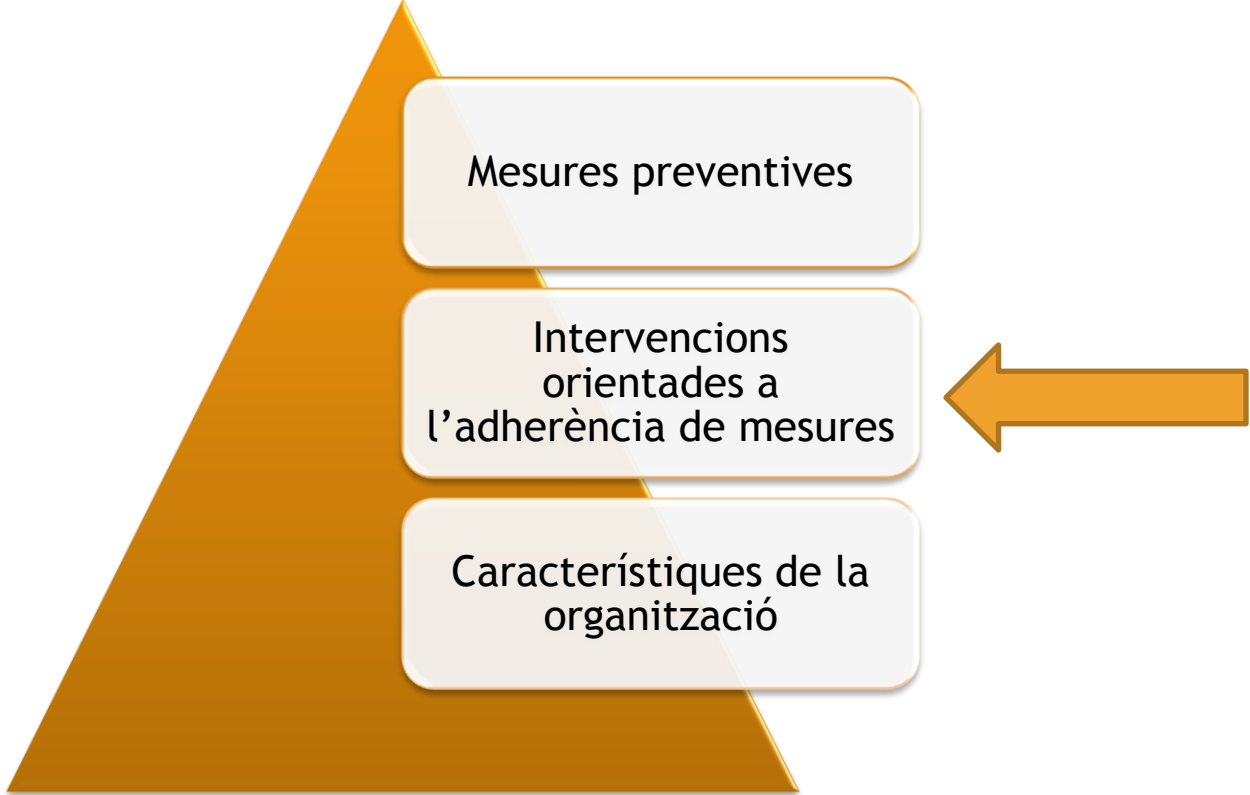 Mesures preventives
Intervencions
orientades a
l’adherència de mesures
Característiques de la
organització